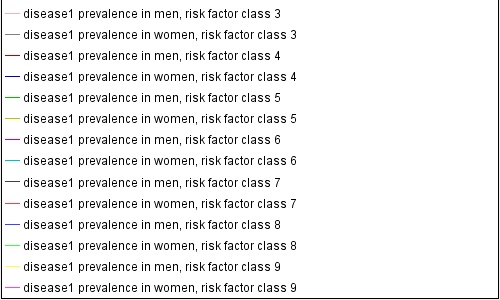 disease1 prevalence in men, risk factor class 3
disease1 prevalence in women, risk factor class 3
disease1 prevalence in men, risk factor class 4
disease1 prevalence in women, risk factor class 4
disease1 prevalence in men, risk factor class 5
disease1 prevalence in women, risk factor class 5
disease1 prevalence in men, risk factor class 6
disease1 prevalence in women, risk factor class 6
disease1 prevalence in men, risk factor class 7
disease1 prevalence in women, risk factor class 7
disease1 prevalence in men, risk factor class 8
disease1 prevalence in women, risk factor class 8
disease1 prevalence in men, risk factor class 9
disease1 prevalence in women, risk factor class 9